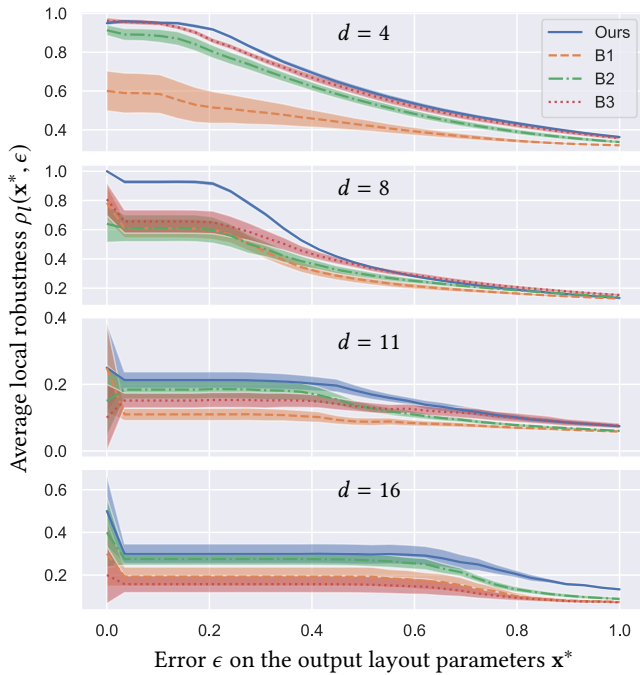 Average local robustness ρ_l(x*, ϵ)
1.0
0.8
0.6
0.4
d = 4
Ours
B1
B2
B3
1.0
0.8
0.6
0.4
0.2
d = 8
0.4
0.2
0.0
d = 11
0.6
0.4
0.2
d = 16
0.0 0.2 0.4 0.6 0.8 1.0
Error ϵ on the output layout parameters x*